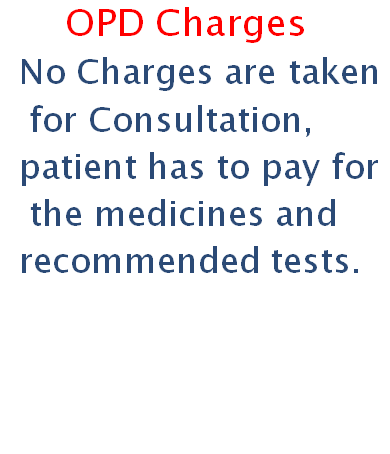 OPD Charges
No Charges are taken
for Consultation,
patient has to pay for
the medicines and
recommended tests.